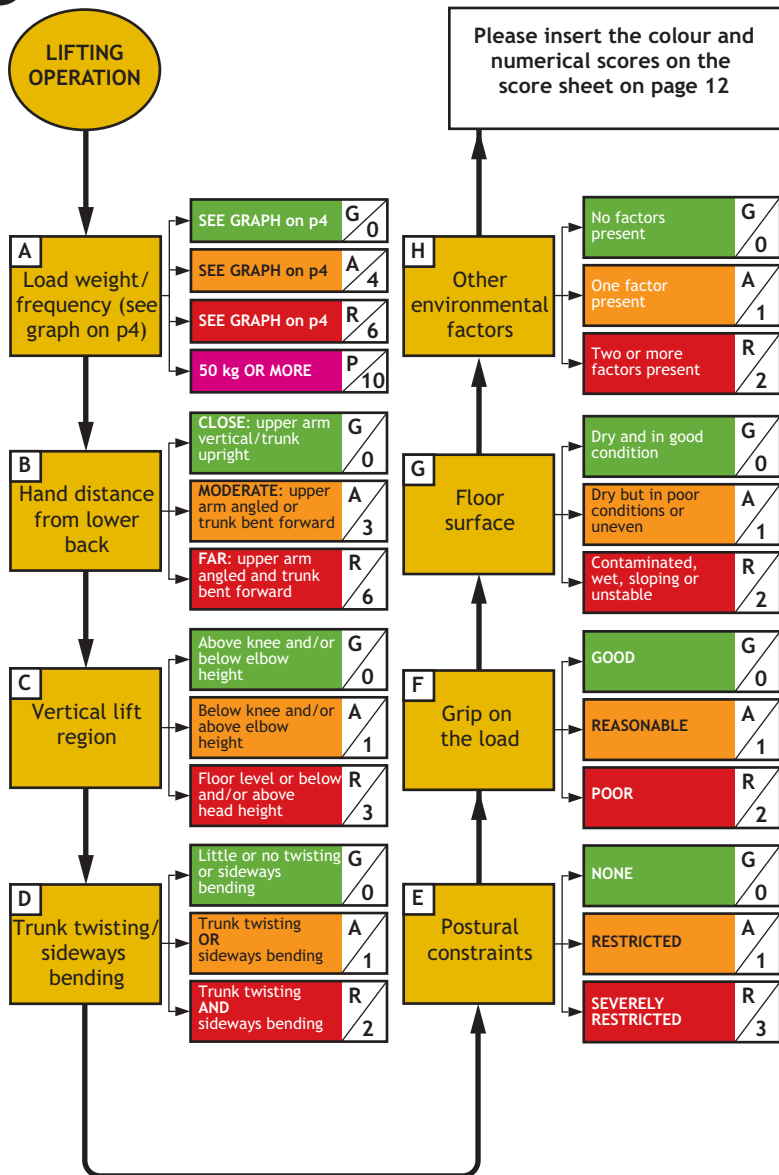 LIFTING
OPERATION
A
Load weight/
frequency (see
graph on p4)
SEE GRAPH on p4
G
0
SEE GRAPH on p4
A
4
SEE GRAPH on p4
R
6
50 kg OR MORE
P
10
B
Hand distance
from lower
back
CLOSE: upper arm
vertical/trunk
upright
G
0
MODERATE: upper
arm angled or
trunk bent forward
A
3
FAR: upper arm
angled and trunk
bent forward
R
6
C
Vertical lift
region
Above knee and/or
below elbow
height
G
0
Below knee and/or
above elbow
height
A
1
Floor level or below
and/or above
head height
R
3
D
Trunk twisting/
sideways
bending
Little or no twisting
or sideways
bending
G
0
Trunk twisting
OR
sideways bending
A
1
Trunk twisting
AND
sideways bending
R
2
E
Postural
constraints
NONE
G
0
RESTRICTED
A
1
SEVERELY
RESTRICTED
R
3
F
Grip on
the load
GOOD
G
0
REASONABLE
A
1
POOR
R
2
G
Floor
surface
Dry and in good
condition
G
0
Dry but in poor
conditions or
uneven
A
1
Contaminated,
wet, sloping or
unstable
R
2
H
Other
environmental
factors
No factors
present
G
0
One factor
present
A
1
Two or more
factors present
R
2
Please insert the colour and
numerical scores on the
score sheet on page 12